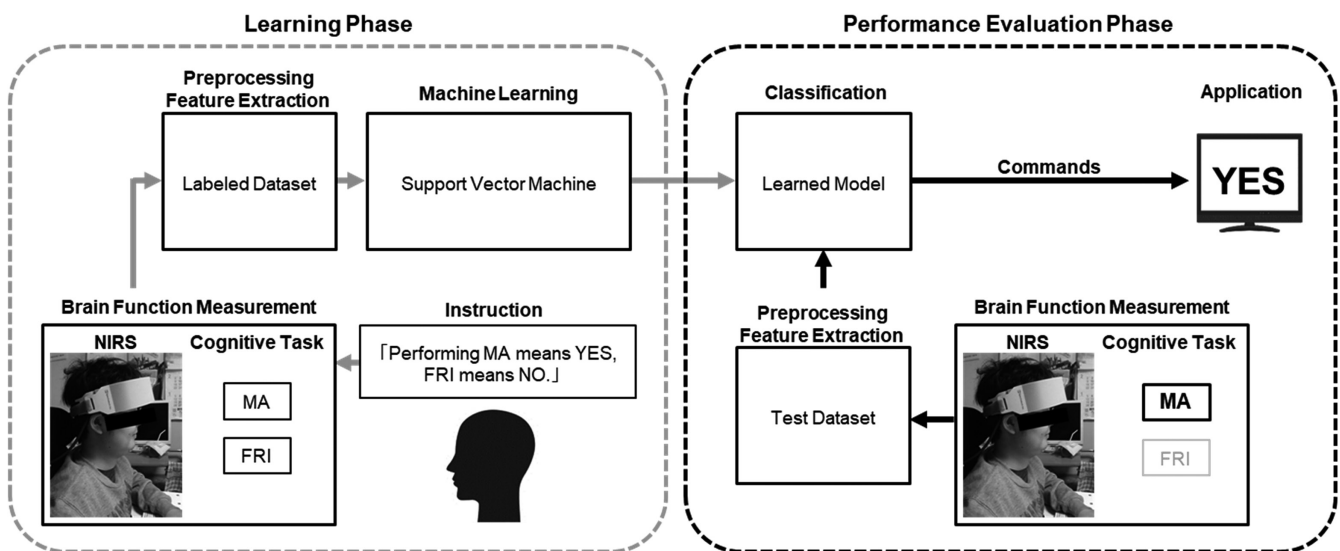 Learning Phase
Preprocessing
Feature Extraction
Labeled Dataset
Machine Learning
Support Vector Machine
Brain Function Measurement
NIRS
Cognitive Task
MA
FRI
Instruction
「Performing MA means YES,
FRI means NO.」
Performance Evaluation Phase
Classification
Learned Model
Commands
Application
YES
Preprocessing
Feature Extraction
Test Dataset
Brain Function Measurement
NIRS
Cognitive Task
MA
FRI